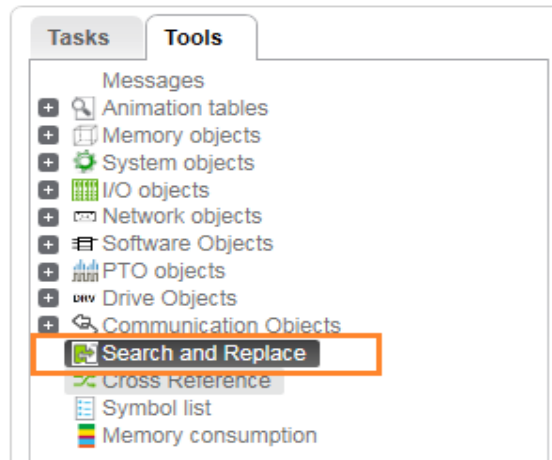 Tasks Tools
Messages
Animation tables
Memory objects
System objects
I/O objects
Network objects
Software Objects
PTO objects
DRV Drive Objects
Communication Objects
Search and Replace
Cross Reference
Symbol list
Memory consumption